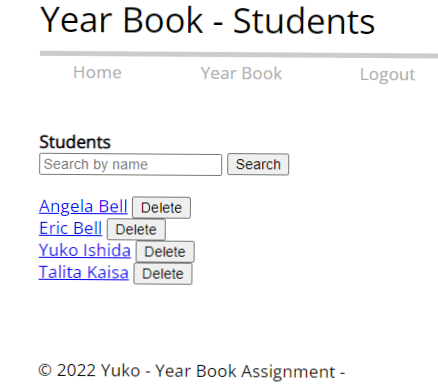 Year Book - Students
Home Year Book Logout
Students
Search by name Search
Angela Bell Delete
Eric Bell Delete
Yuko Ishida Delete
Talita Kaisa Delete
© 2022 Yuko - Year Book Assignment -